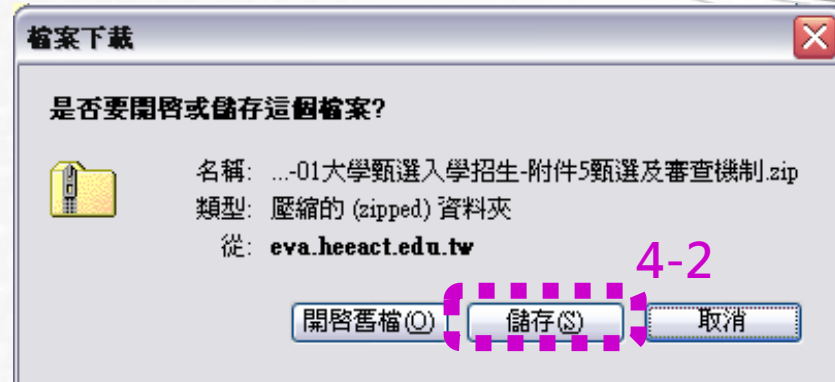 檔案下載
是否要開啓或儲存這個檔案?
名稱: ...-01大學甄選入學招生-附件5甄選及審查機制.zip
類型: 壓縮的 (zipped) 資料夾
從: eva.heeact.edu.tw
4-2
開啓舊檔(O) 儲存(S) 取消